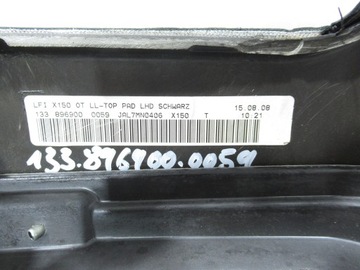 LFI X150 OT LL-TOP PAD LHD SCHWARZ 15.08.08
133 896900 0059 JAL7MN0406 X150 T 10:21
133.896900.0059